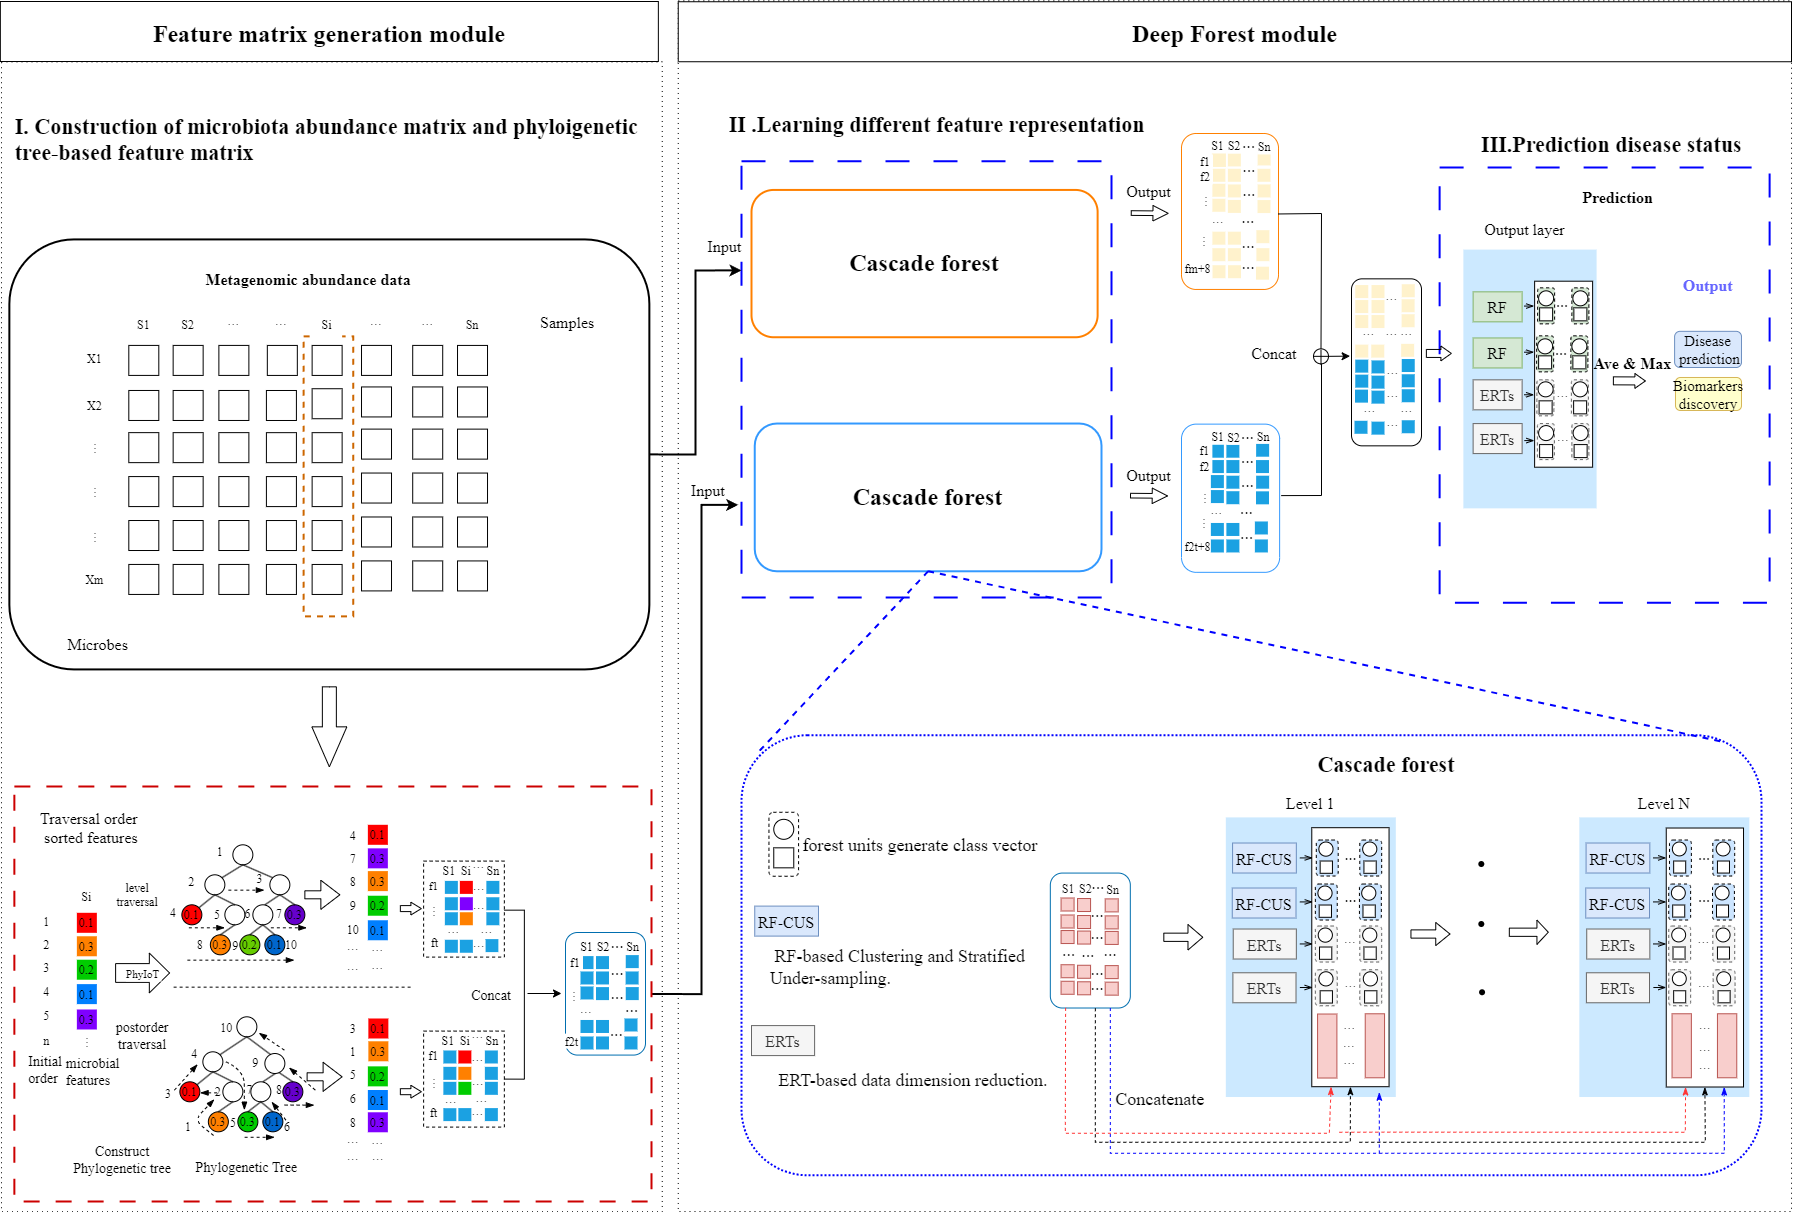 Feature matrix generation module
Deep Forest module
I. Construction of microbiota abundance matrix and phyloigenetic
tree-based feature matrix
Metagenomic abundance data
S1 S2 ... ... Si ... ... Sn
Samples
X1
X2
⋮
⋮
⋮
Xm
Microbes
Traversal order
sorted features
Si
1 0.1
2 0.3
3 0.2
4 0.1
5 0.3
n ⋮
Initial microbial
order features
PhyloT
level
traversal
1
2 3
4 0.1 5 6 7 0.3
8 0.3 9 0.2 0.1 10
4 0.1
7 0.3
8 0.3
9 0.2
10 0.1
... ...
S1 Si ... Sn
f1
⋮
ft
postorder
traversal
10
4 9
3 0.1 2 7 8 0.3
1 0.3 5 0.3 0.1 6
Construct
Phylogenetic tree
Phylogenetic Tree
3 0.1
1 0.3
5 0.2
6 0.1
8 0.3
... ...
S1 Si ... Sn
f1
⋮
ft
Concat
S1 S2 ... Sn
f1
⋮
f2t
II .Learning different feature representation
Input
Cascade forest
Output
S1 S2 ... Sn
f1
f2
⋮
...
⋮
fm+8
Input
Cascade forest
Output
S1 S2 ... Sn
f1
f2
⋮
...
⋮
f2t+8
Concat
III.Prediction disease status
Prediction
Output layer
RF
RF
ERTs
ERTs
Ave & Max
Output
Disease
prediction
Biomarkers
discovery
Cascade forest
forest units generate class vector
RF-CUS
RF-based Clustering and Stratified
Under-sampling.
ERTs
ERT-based data dimension reduction.
S1 S2 ... Sn
Concatenate
Level 1
RF-CUS
RF-CUS
ERTs
ERTs
Level N
RF-CUS
RF-CUS
ERTs
ERTs